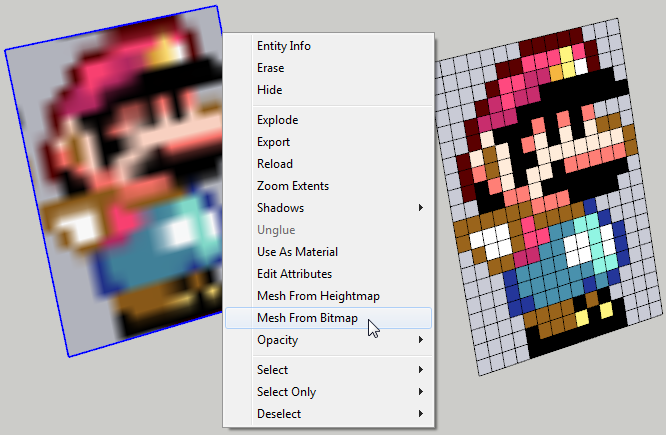 Entity Info
Erase
Hide
Explode
Export
Reload
Zoom Extents
Shadows
Unglue
Use As Material
Edit Attributes
Mesh From Heightmap
Mesh From Bitmap
Opacity
Select
Select Only
Deselect